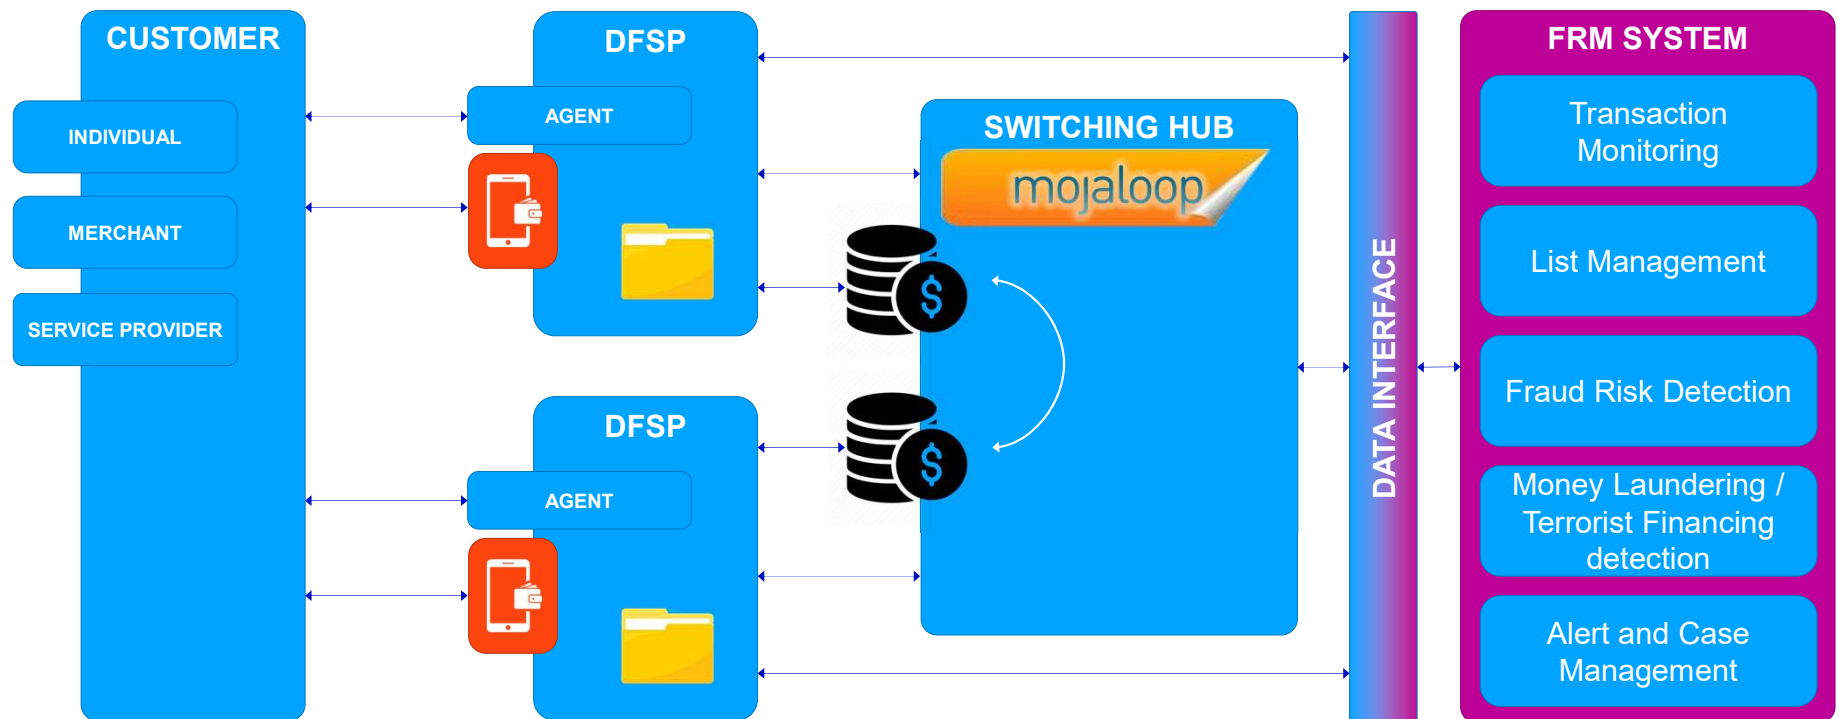 CUSTOMER
INDIVIDUAL
MERCHANT
SERVICE PROVIDER
DFSP
AGENT
DFSP
AGENT
SWITCHING HUB
mojaloop
$
$
DATA INTERFACE
FRM SYSTEM
Transaction
Monitoring
List Management
Fraud Risk Detection
Money Laundering /
Terrorist Financing
detection
Alert and Case
Management